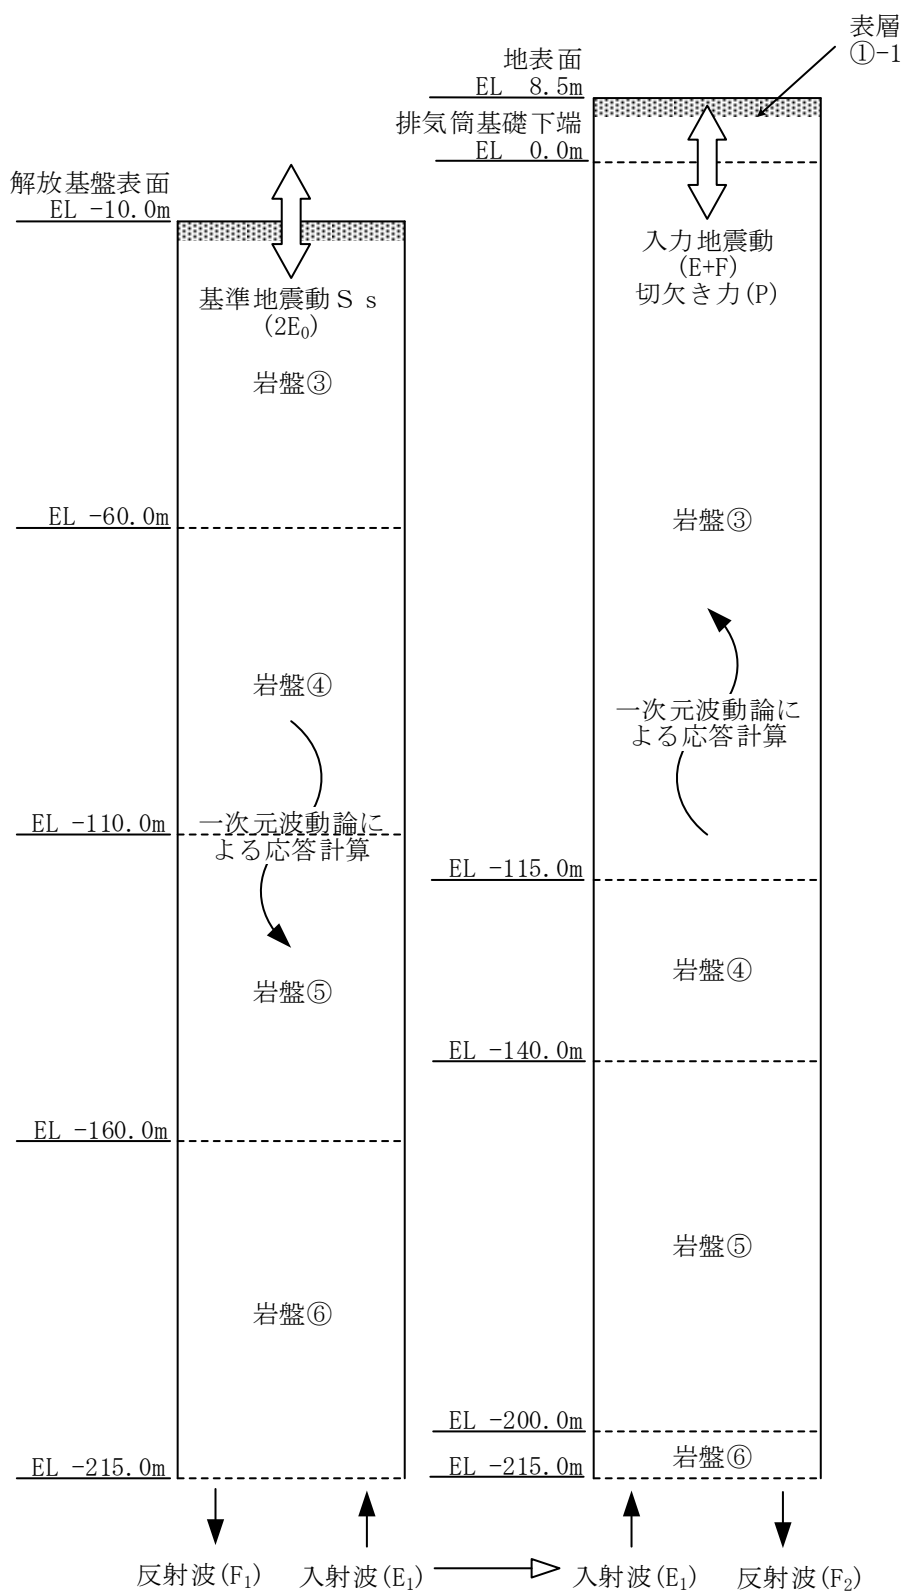 表層
①-1
地表面
EL 8.5m
排気筒基礎下端
EL 0.0m
入力地震動
(E+F)
切欠き力(P)
岩盤③
一次元波動論に
よる応答計算
EL -115.0m
岩盤④
EL -140.0m
岩盤⑤
EL -200.0m
岩盤⑥
EL -215.0m
入射波(E₁)
反射波(F₂)
解放基盤表面
EL -10.0m
基準地震動Ｓｓ
(2E₀)
岩盤③
EL -60.0m
岩盤④
EL -110.0m
一次元波動論に
よる応答計算
岩盤⑤
EL -160.0m
岩盤⑥
EL -215.0m
反射波(F₁)
入射波(E₁)